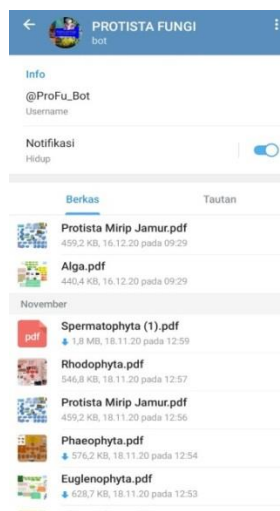 PROTISTA FUNGI
bot
Info
@ProFu_Bot
Username
Notifikasi
Hidup
Berkas
Tautan
Protista Mirip Jamur.pdf
459,2 KB, 16.12.20 pada 09:29
Alga.pdf
440,4 KB, 16.12.20 pada 09:29
November
pdf
Spermatophyta (1).pdf
1,8 MB, 18.11.20 pada 12:59
Rhodophyta.pdf
546,8 KB, 18.11.20 pada 12:57
Protista Mirip Jamur.pdf
459,2 KB, 18.11.20 pada 12:56
Phaeophyta.pdf
576,2 KB, 18.11.20 pada 12:54
Euglenophyta.pdf
628,7 KB, 18.11.20 pada 12:53